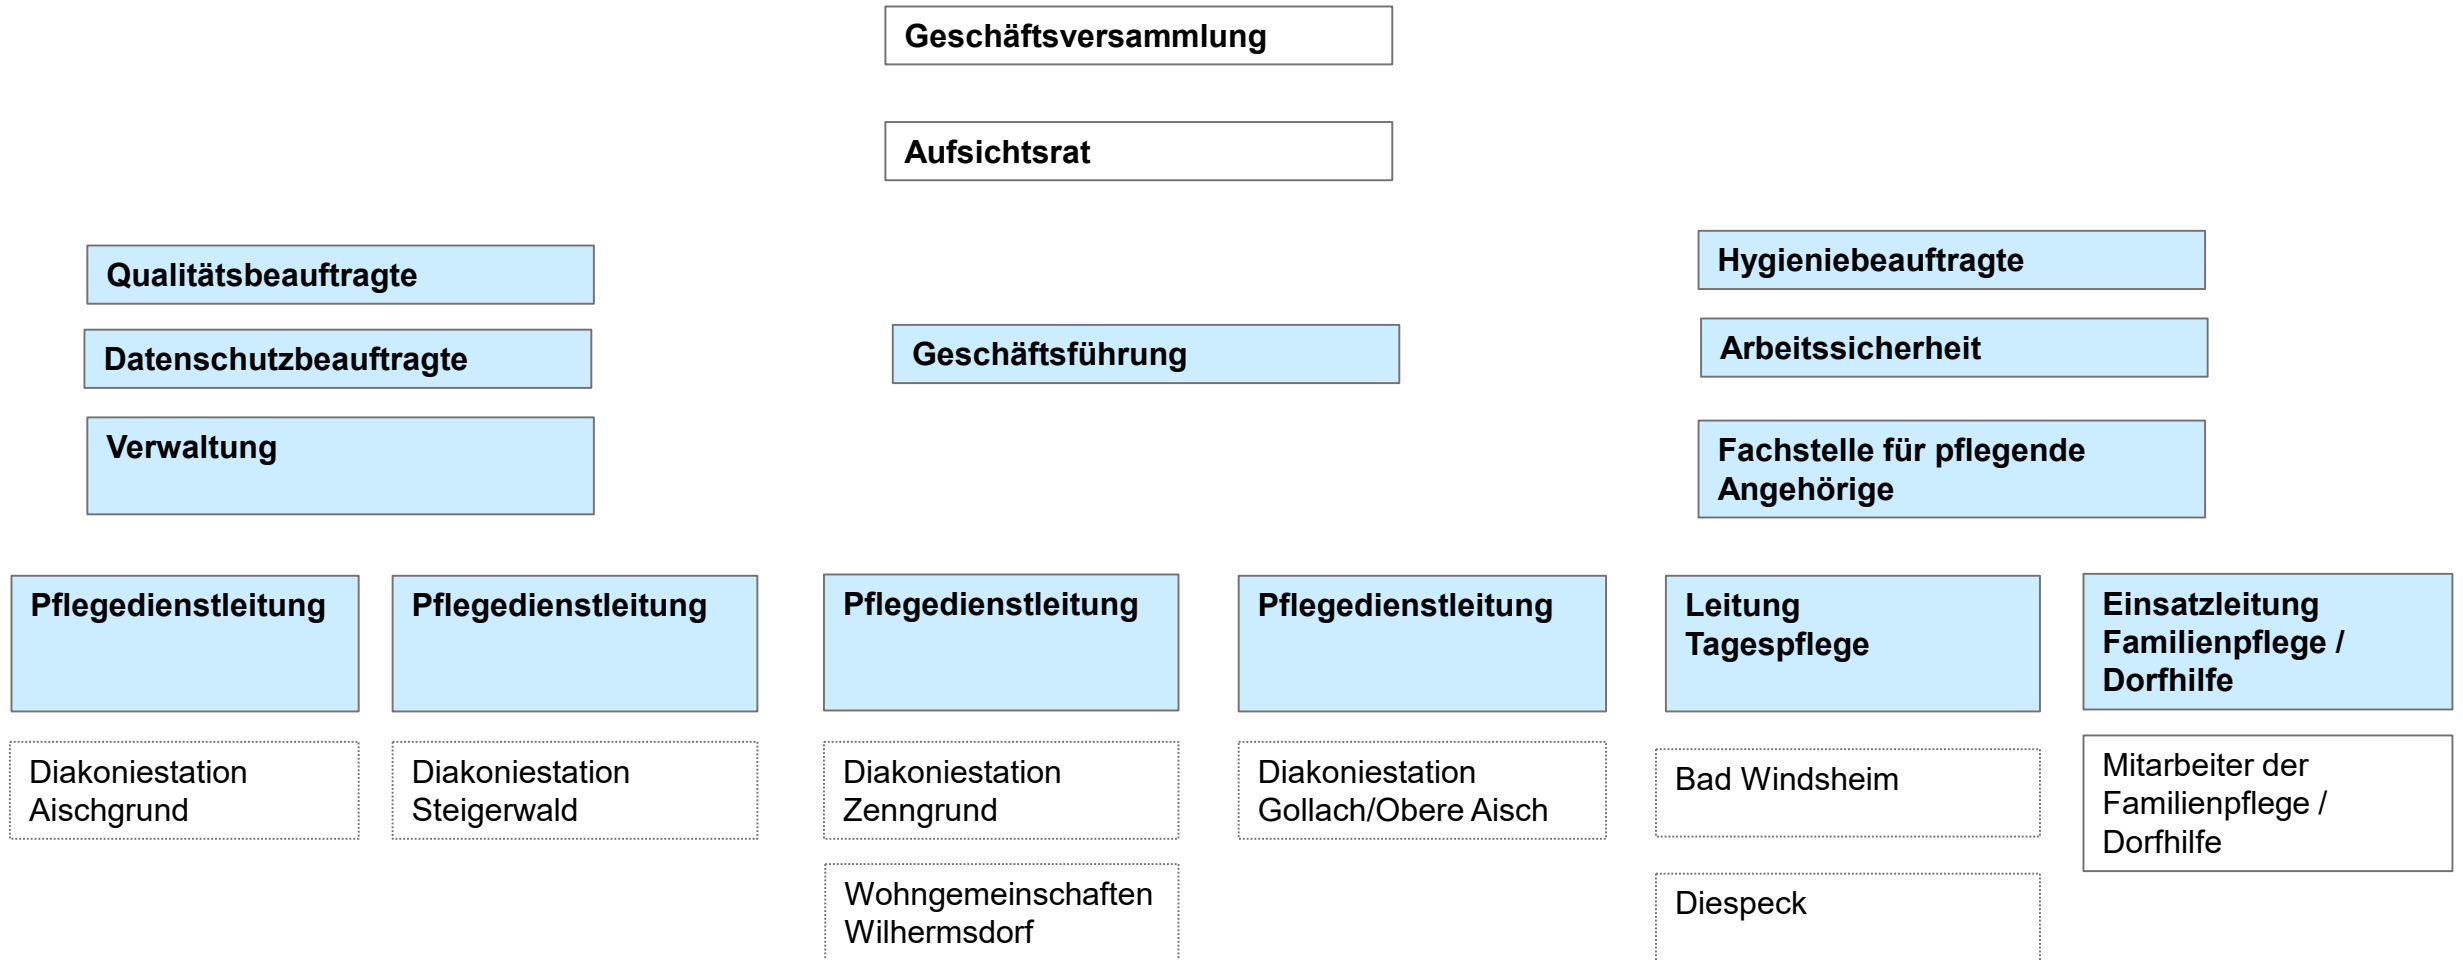 Geschäftsversammlung
Aufsichtsrat
Qualitätsbeauftragte
Datenschutzbeauftragte
Verwaltung
Geschäftsführung
Hygieniebeauftragte
Arbeitssicherheit
Fachstelle für pflegende
Angehörige
Pflegedienstleitung
Diakoniestation
Aischgrund
Pflegedienstleitung
Diakoniestation
Steigerwald
Pflegedienstleitung
Diakoniestation
Zenngrund
Wohngemeinschaften
Wilhermsdorf
Pflegedienstleitung
Diakoniestation
Gollach/Obere Aisch
Leitung
Tagespflege
Bad Windsheim
Diespeck
Einsatzleitung
Familienpflege /
Dorfhilfe
Mitarbeiter der
Familienpflege /
Dorfhilfe